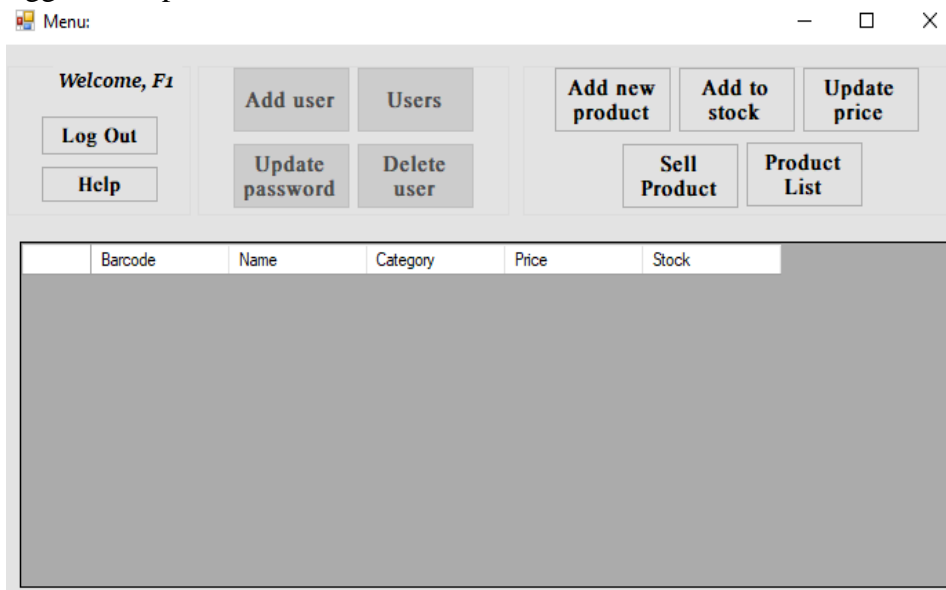 Menu:
Welcome, F1
Log Out
Help
Add user
Users
Update
password
Delete
user
Add new
product
Add to
stock
Update
price
Sell
Product
Product
List
Barcode Name Category Price Stock